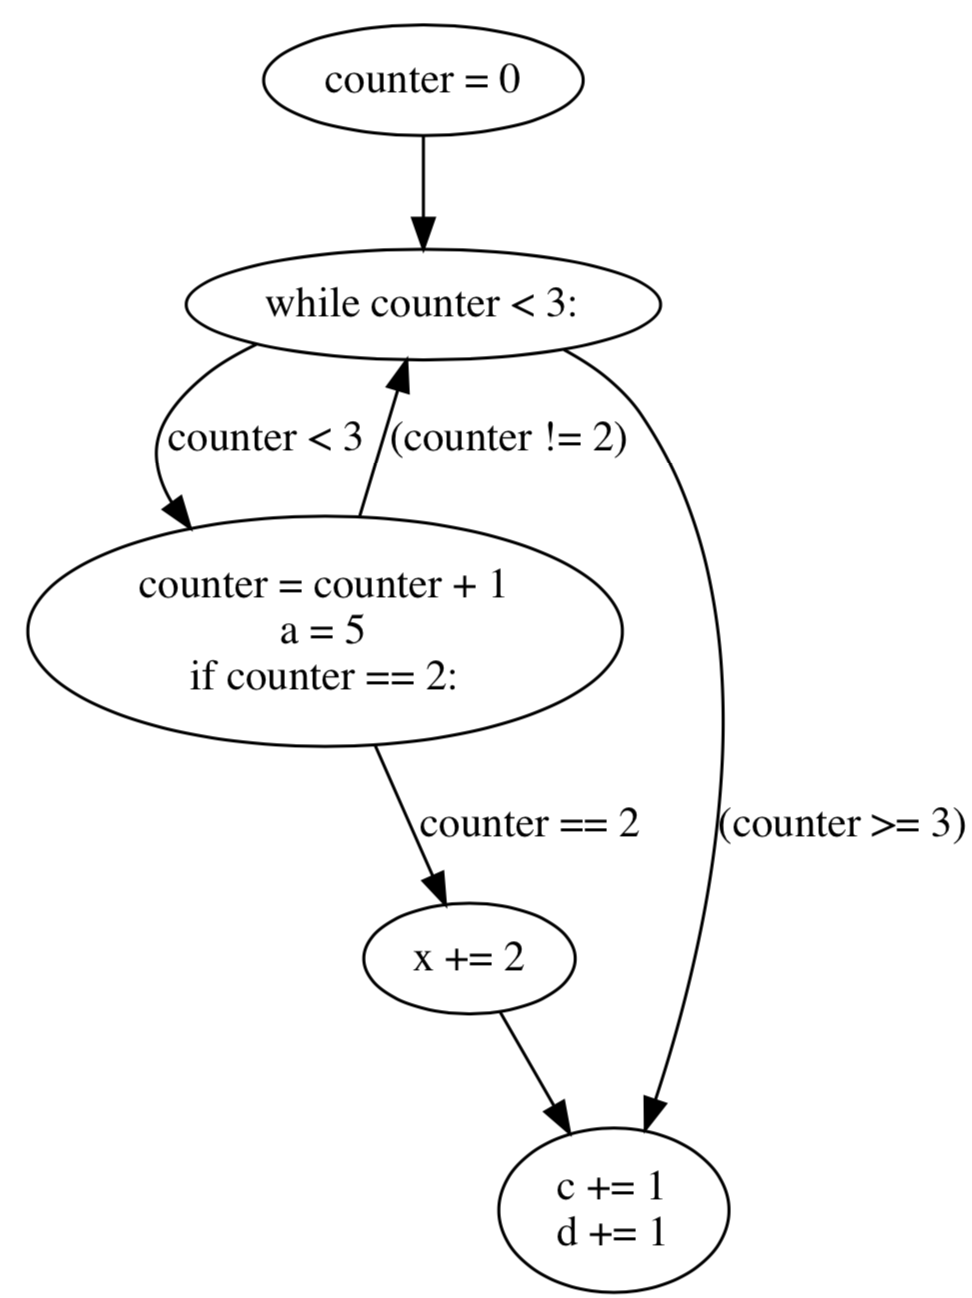 counter = 0
while counter < 3:
counter < 3
(counter != 2)
counter = counter + 1
a = 5
if counter == 2:
counter == 2
(counter >= 3)
x += 2
c += 1
d += 1